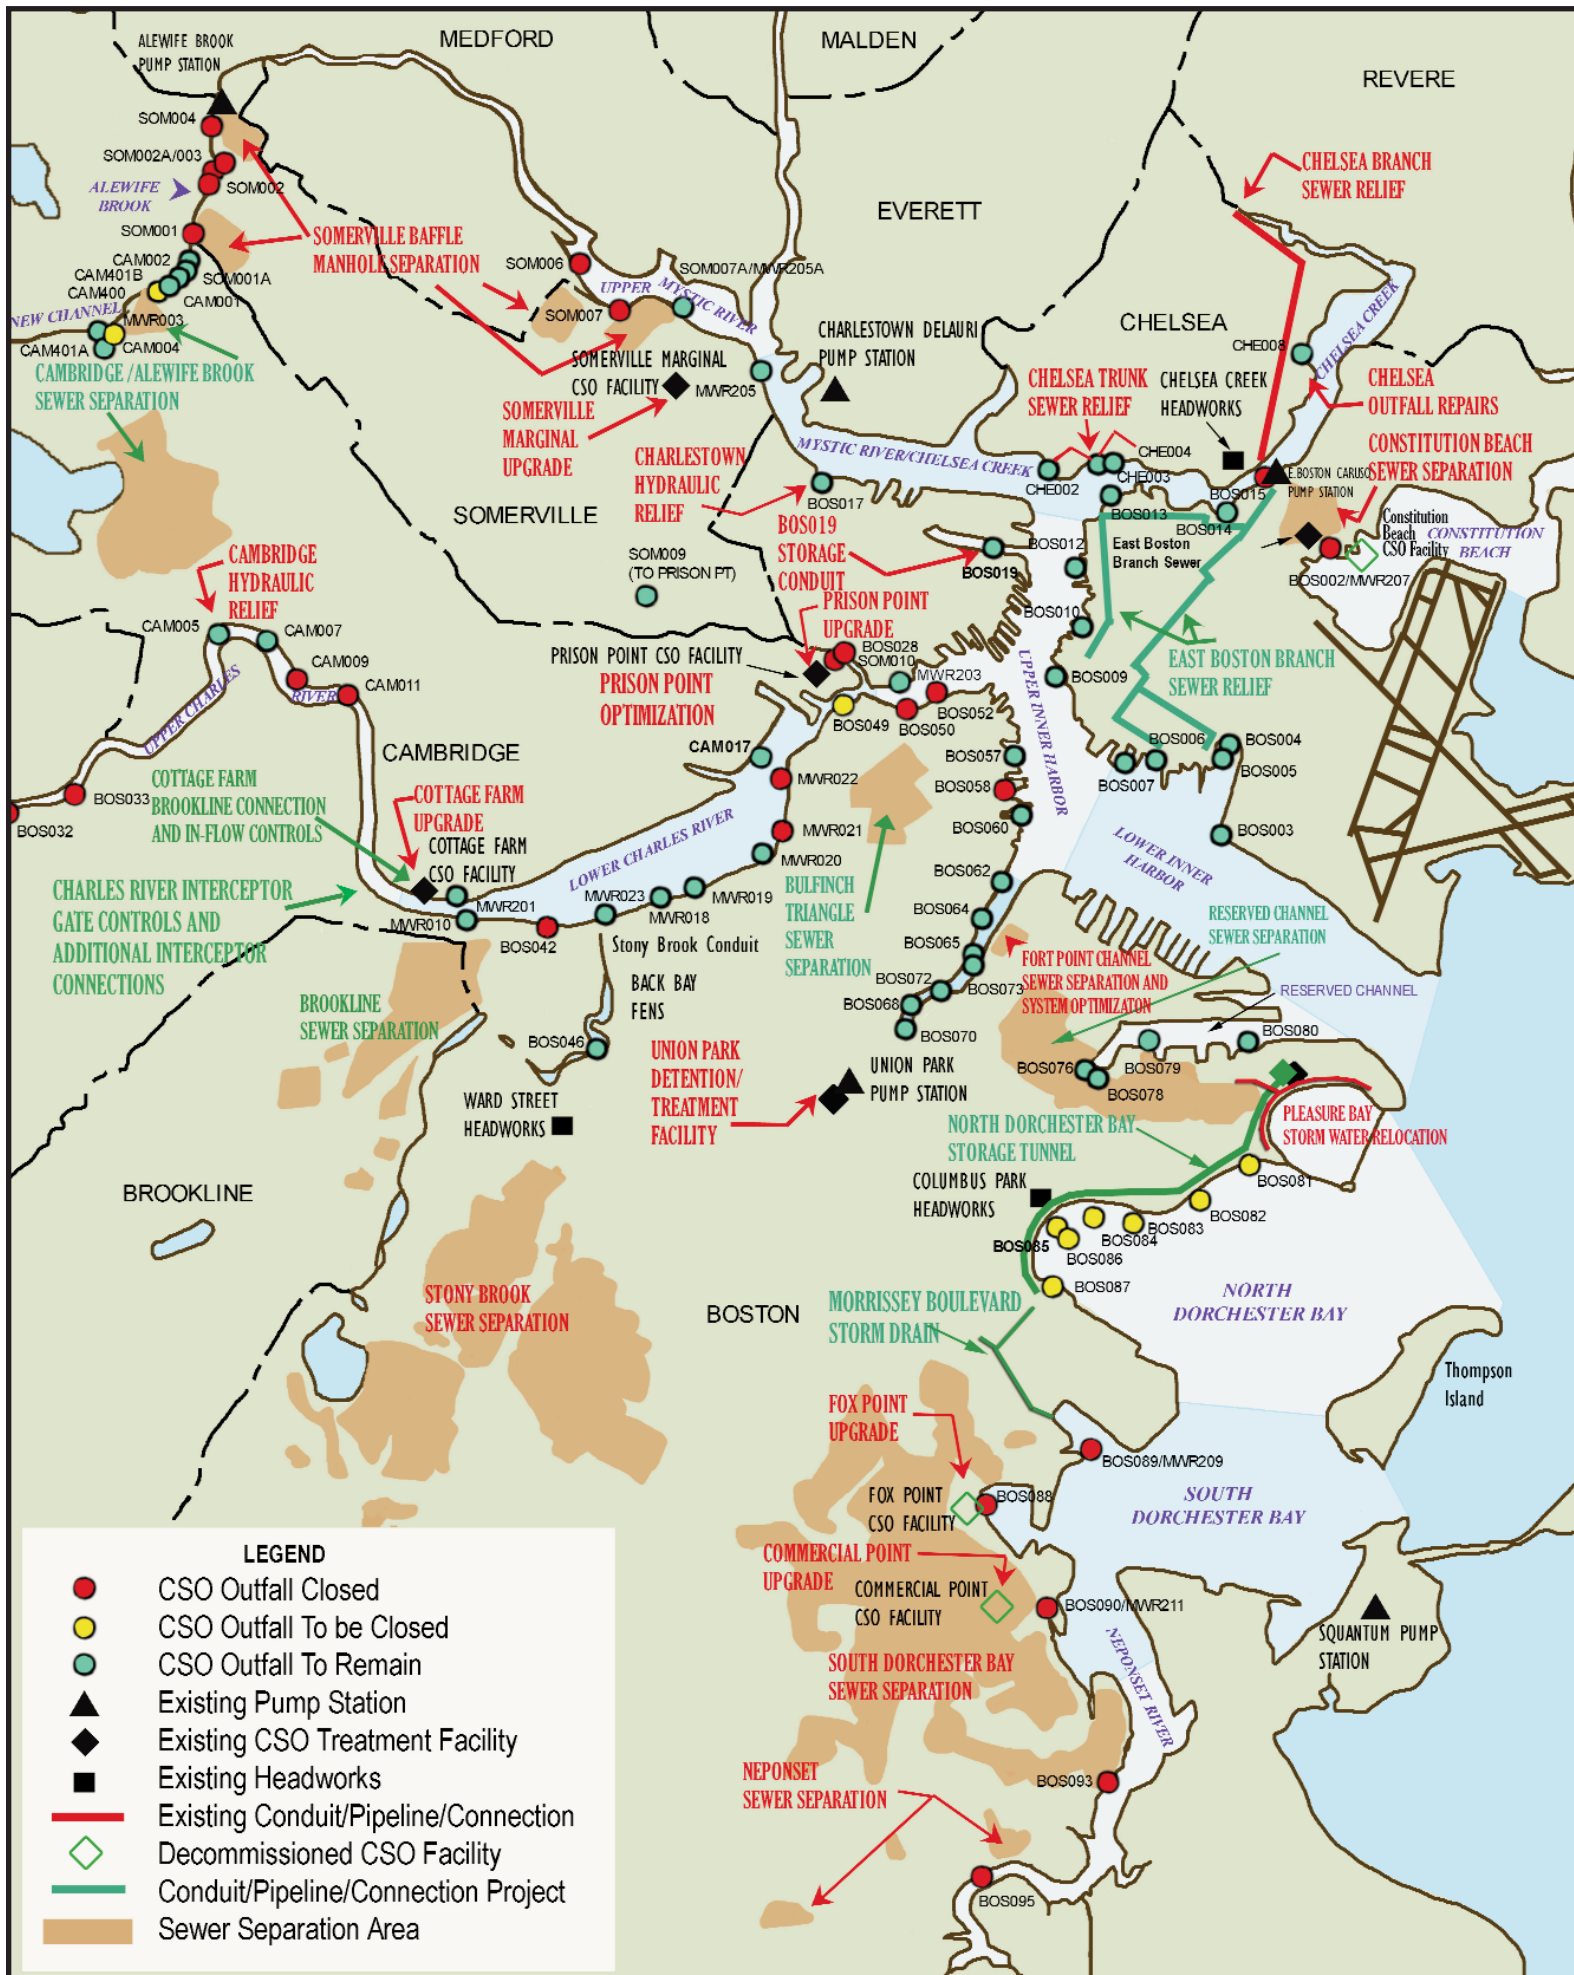 ALEWIFE BROOK
PUMP STATION
MEDFORD
MALDEN
REVERE
SOM004
SOM002A/003
ALEWIFE
BROOK
SOM002
SOM001
CAM002
CAM401B
CAM400
SOM001A
CAM001
NEW CHANNEL
MWR003
CAM401A
CAM004
CAMBRIDGE /ALEWIFE BROOK
SEWER SEPARATION
SOMERVILLE BAFFLE
MANHOLE SEPARATION
EVERETT
CHELSEA BRANCH
SEWER RELIEF
SOM006
SOM007A/MWR205A
UPPER MYSTIC RIVER
SOM007
SOMERVILLE MARGINAL
CSO FACILITY
MWR205
SOMERVILLE
MARGINAL
UPGRADE
CHARLESTOWN DELAURI
PUMP STATION
CHELSEA
CHELSEA CREEK
CHE008
CHELSEA TRUNK
SEWER RELIEF
CHELSEA CREEK
HEADWORKS
CHELSEA
OUTFALL REPAIRS
CONSTITUTION BEACH
SEWER SEPARATION
MYSTIC RIVER/CHELSEA CREEK
CHE004
CHE003
CHE002
BOS015
E.BOSTON CARUSO
PUMP STATION
CHARLESTOWN
HYDRAULIC
RELIEF
BOS017
BOS013
BOS014
SOMERVILLE
BOS019
STORAGE
CONDUIT
BOS019
BOS012
East Boston
Branch Sewer
Constitution
Beach
CSO Facility
CONSTITUTION
BEACH
BOS002/MWR207
SOM009
(TO PRISON PT)
CAMBRIDGE
HYDRAULIC
RELIEF
PRISON POINT
UPGRADE
BOS010
CAM005
CAM007
BOS028
SOM010
PRISON POINT CSO FACILITY
PRISON POINT
OPTIMIZATION
MWR203
BOS009
EAST BOSTON BRANCH
SEWER RELIEF
CAM009
CAM011
UPPER CHARLES
RIVER
BOS049
BOS052
BOS050
UPPER INNER HARBOR
CAMBRIDGE
CAM017
BOS057
BOS006
BOS004
BOS005
BOS007
COTTAGE FARM
BROOKLINE CONNECTION
AND IN-FLOW CONTROLS
BOS033
BOS032
COTTAGE FARM
UPGRADE
COTTAGE FARM
CSO FACILITY
MWR022
BOS058
MWR021
BOS060
BOS003
LOWER CHARLES RIVER
MWR020
LOWER INNER
HARBOR
CHARLES RIVER INTERCEPTOR
GATE CONTROLS AND
ADDITIONAL INTERCEPTOR
CONNECTIONS
MWR201
MWR010
MWR023
MWR019
MWR018
BOS042
Stony Brook Conduit
BULFINCH
TRIANGLE
SEWER
SEPARATION
BOS062
BOS064
BOS065
RESERVED CHANNEL
SEWER SEPARATION
FORT POINT CHANNEL
SEWER SEPARATION AND
SYSTEM OPTIMIZATON
BACK BAY
FENS
BOS072
BOS073
BOS068
BOS070
RESERVED CHANNEL
BROOKLINE
SEWER SEPARATION
BOS046
BOS080
BOS079
BOS076
BOS078
UNION PARK
DETENTION/
TREATMENT
FACILITY
UNION PARK
PUMP STATION
WARD STREET
HEADWORKS
NORTH DORCHESTER BAY
STORAGE TUNNEL
PLEASURE BAY
STORM WATER RELOCATION
COLUMBUS PARK
HEADWORKS
BROOKLINE
BOS081
BOS082
BOS083
BOS084
BOS085
BOS086
BOS087
STONY BROOK
SEWER SEPARATION
BOSTON
MORRISSEY BOULEVARD
STORM DRAIN
NORTH
DORCHESTER BAY
Thompson
Island
FOX POINT
UPGRADE
BOS089/MWR209
FOX POINT
CSO FACILITY
BOS088
SOUTH
DORCHESTER BAY
COMMERCIAL POINT
UPGRADE
COMMERCIAL POINT
CSO FACILITY
BOS090/MWR211
SQUANTUM PUMP
STATION
SOUTH DORCHESTER BAY
SEWER SEPARATION
NEPONSET RIVER
NEPONSET
SEWER SEPARATION
BOS093
BOS095
LEGEND
CSO Outfall Closed
CSO Outfall To be Closed
CSO Outfall To Remain
Existing Pump Station
Existing CSO Treatment Facility
Existing Headworks
Existing Conduit/Pipeline/Connection
Decommissioned CSO Facility
Conduit/Pipeline/Connection Project
Sewer Separation Area